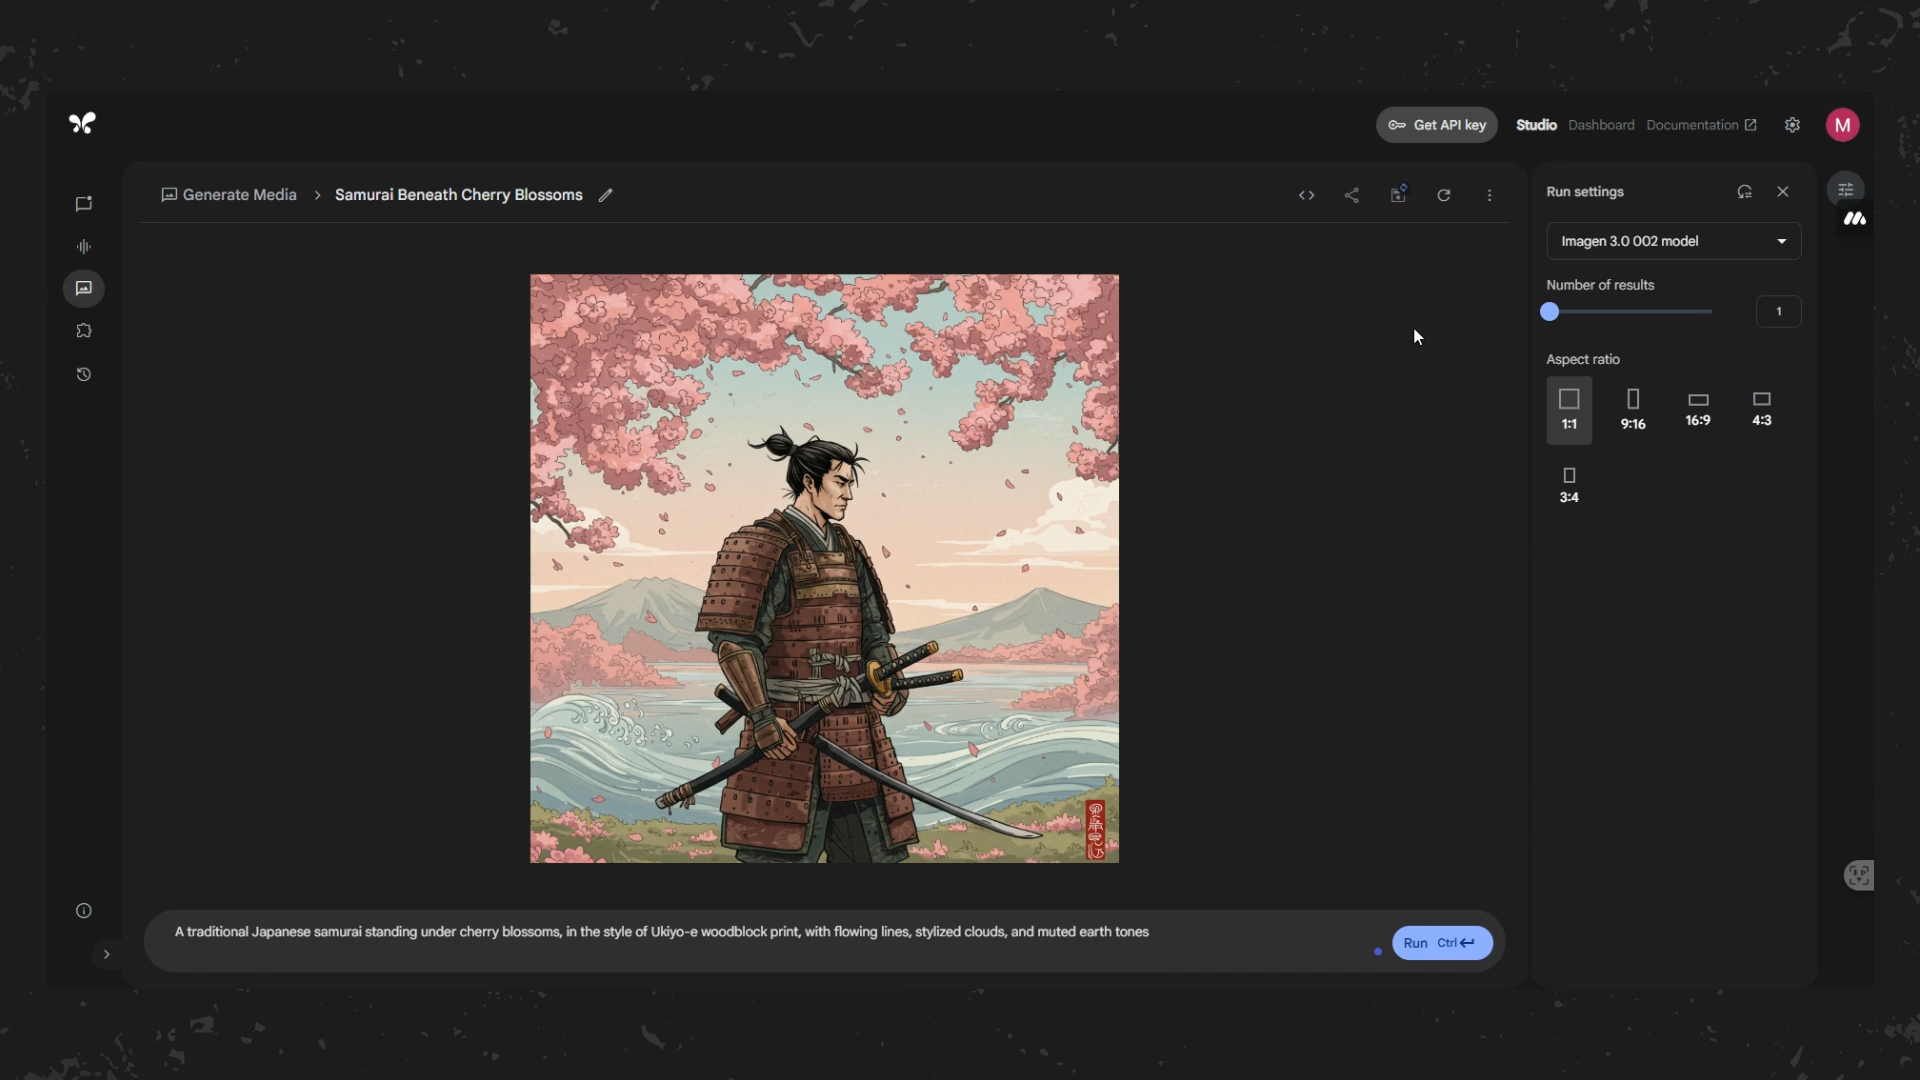 Get API key
Studio
Dashboard
Documentation
M
Generate Media
Samurai Beneath Cherry Blossoms
Run settings
Imagen 3.0 002 model
Number of results
1
Aspect ratio
1:1
9:16
16:9
4:3
3:4
A traditional Japanese samurai standing under cherry blossoms, in the style of Ukiyo-e woodblock print, with flowing lines, stylized clouds, and muted earth tones
Run Ctrl